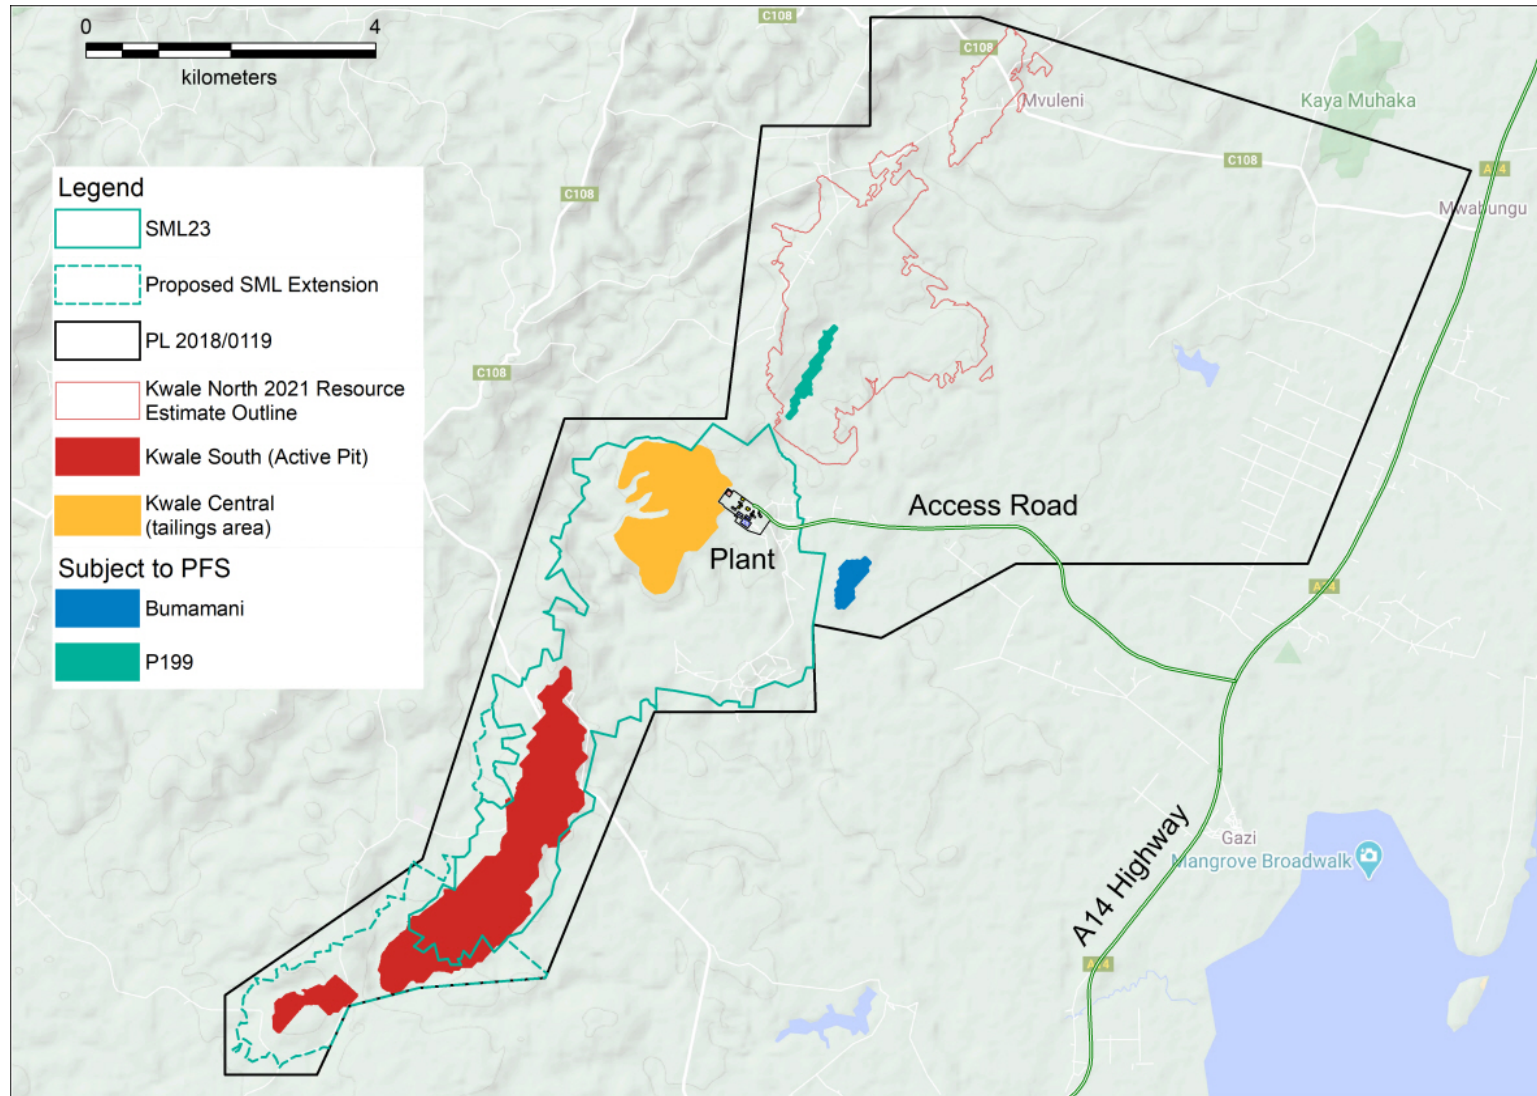 0 4
kilometers
C108
C108
Mvuleni
Kaya Muhaka
C108
A14
Mwabungu
C108
C108
Legend
SML23
Proposed SML Extension
PL 2018/0119
Kwale North 2021 Resource
Estimate Outline
Kwale South (Active Pit)
Kwale Central
(tailings area)
Subject to PFS
Bumamani
P199
Access Road
Plant
A14
A14 Highway
Gazi
Mangrove Broadwalk
A14